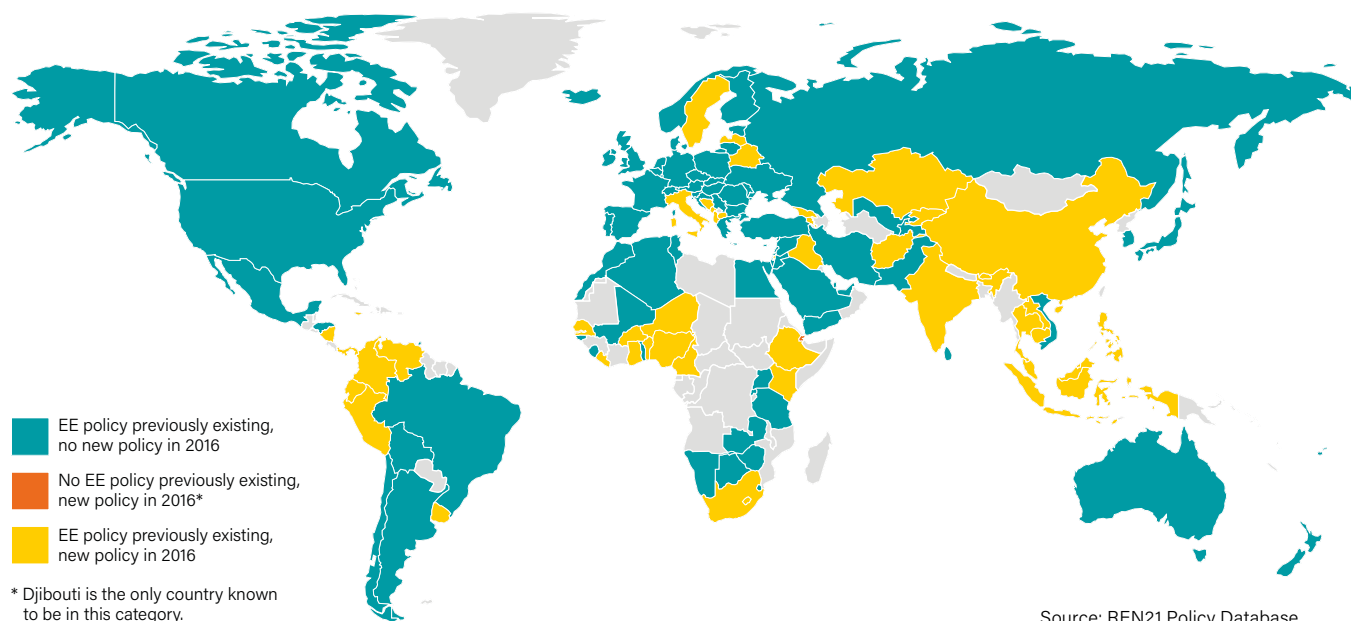 EE policy previously existing,
no new policy in 2016
No EE policy previously existing,
new policy in 2016*
EE policy previously existing,
new policy in 2016
* Djibouti is the only country known
to be in this category.
Source: REN21 Policy Database